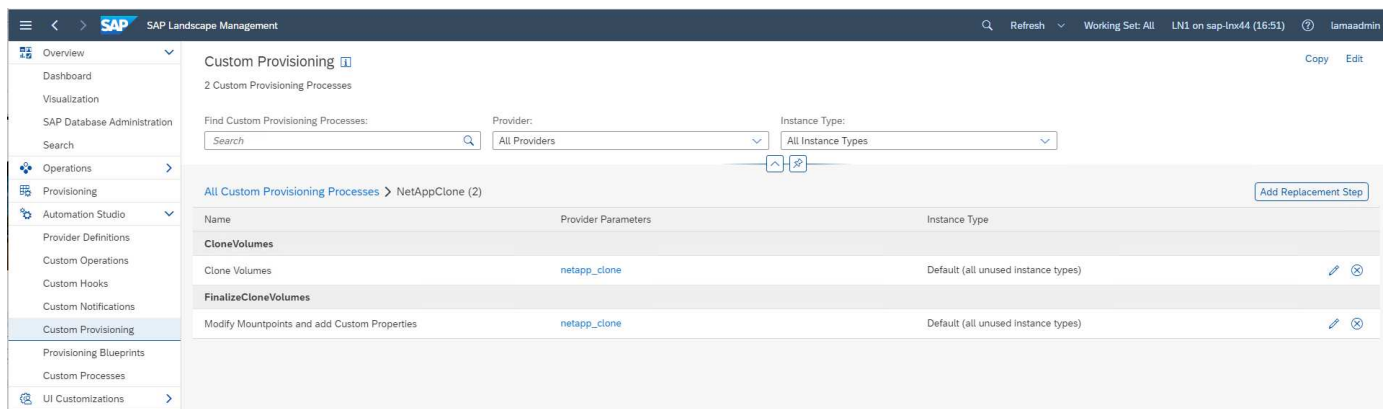 SAP SAP Landscape Management Refresh Working Set: All LN1 on sap-lnx44 (16:51) lamaadmin
Overview
Dashboard
Visualization
SAP Database Administration
Search
Operations
Provisioning
Automation Studio
Provider Definitions
Custom Operations
Custom Hooks
Custom Notifications
Custom Provisioning
Provisioning Blueprints
Custom Processes
UI Customizations
Custom Provisioning
Copy Edit
2 Custom Provisioning Processes
Find Custom Provisioning Processes: Provider: Instance Type:
Search All Providers All Instance Types
All Custom Provisioning Processes > NetAppClone (2) Add Replacement Step
Name Provider Parameters Instance Type
CloneVolumes
Clone Volumes netapp_clone Default (all unused instance types)
FinalizeCloneVolumes
Modify Mountpoints and add Custom Properties netapp_clone Default (all unused instance types)